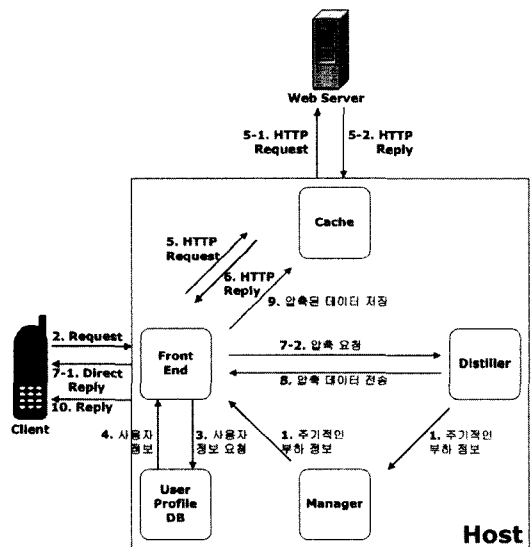 Web Server
5-1. HTTP
Request
5-2. HTTP
Reply
Cache
5. HTTP
Request
6. HTTP
Reply
9. 압축된 데이터 저장
2. Request
7-1. Direct
Reply
10. Reply
Client
Front
End
7-2. 압축 요청
8. 압축 데이터 전송
Distiller
4. 사용자
정보
3. 사용자
정보 요청
1. 주기적인
부하 정보
1. 주기적인
부하 정보
User
Profile
DB
Manager
Host